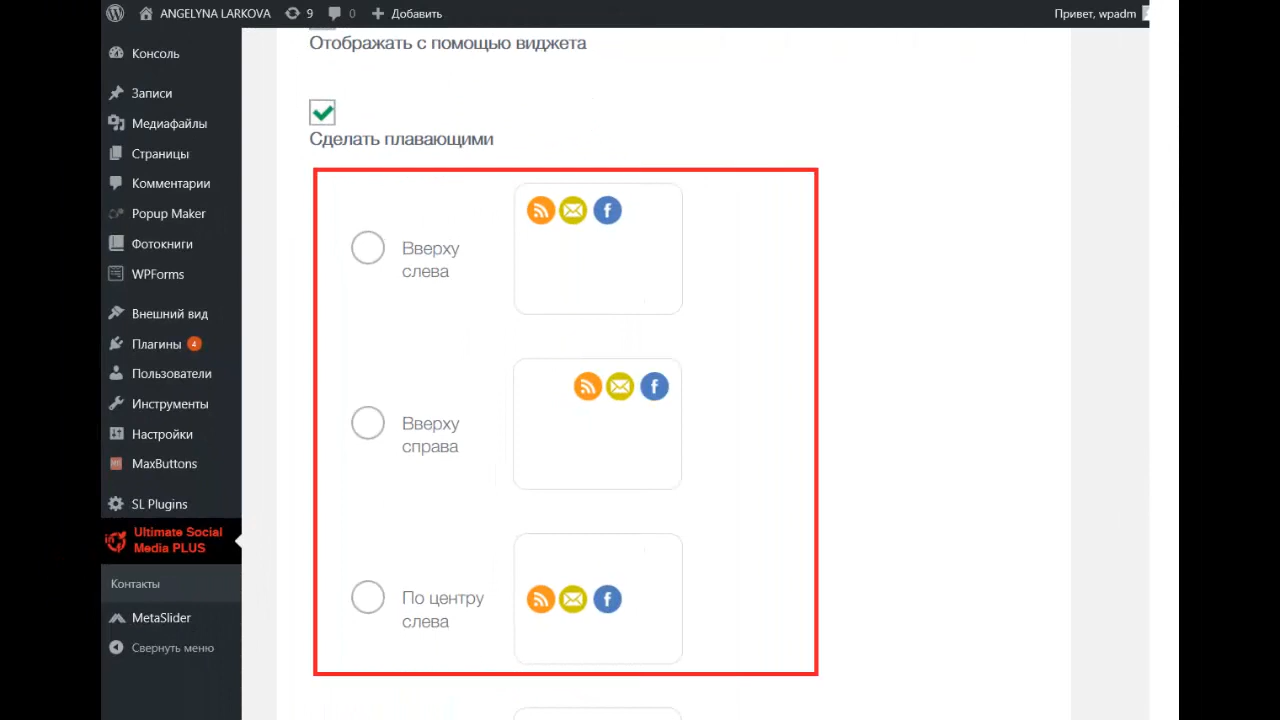 ANGELYNA LARKOVA 9 0 Добавить Привет, wpadm
Консоль
Записи
Медиафайлы
Страницы
Комментарии
Popup Maker
Фотокниги
WPForms
Внешний вид
Плагины 4
Пользователи
Инструменты
Настройки
MaxButtons
SL Plugins
Ultimate Social
Media PLUS
Контакты
MetaSlider
Свернуть меню
Отображать с помощью виджета
Сделать плавающими
Вверху
слева
Вверху
справа
По центру
слева